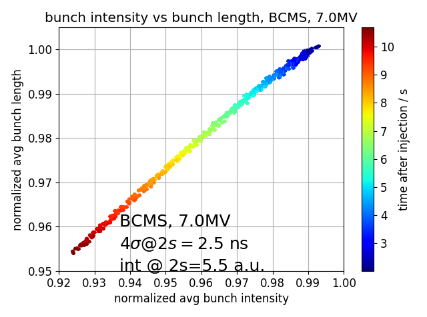 bunch intensity vs bunch length, BCMS, 7.0MV
normalized avg bunch length
1.00
0.99
0.98
0.97
0.96
0.95
BCMS, 7.0MV
4σ@2s = 2.5 ns
int @ 2s=5.5 a.u.
0.92 0.93 0.94 0.95 0.96 0.97 0.98 0.99 1.00
normalized avg bunch intensity
10
9
8
7
6
5
4
3
time after injection / s